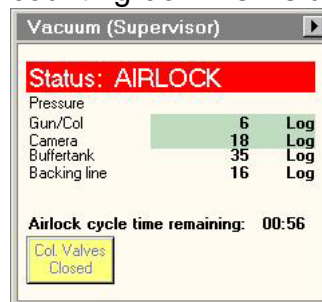 Vacuum (Supervisor)
Status: AIRLOCK
Pressure
Gun/Col 6 Log
Camera 18 Log
Buffertank 35 Log
Backing line 16 Log
Airlock cycle time remaining: 00:56
Col. Valves
Closed